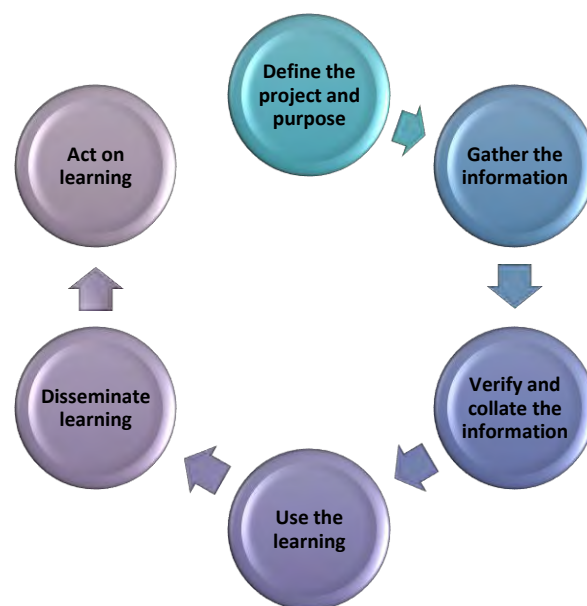 Define the
project and
purpose
Gather the
information
Verify and
collate the
information
Use the
learning
Disseminate
learning
Act on
learning